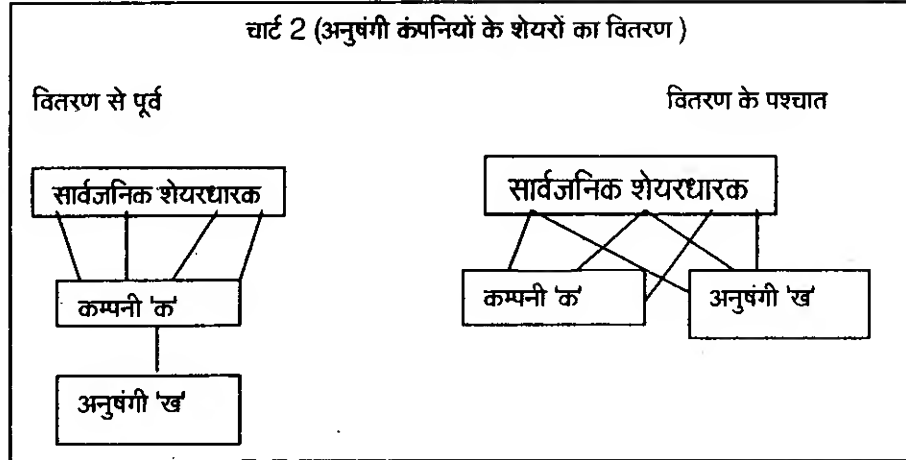 चार्ट 2 (अनुषंगी कंपनियों के शेयरों का वितरण )
वितरण से पूर्व
वितरण के पश्चात
सार्वजनिक शेयरधारक
सार्वजनिक शेयरधारक
कम्पनी 'क'
कम्पनी 'क'
अनुषंगी 'ख'
अनुषंगी 'ख'